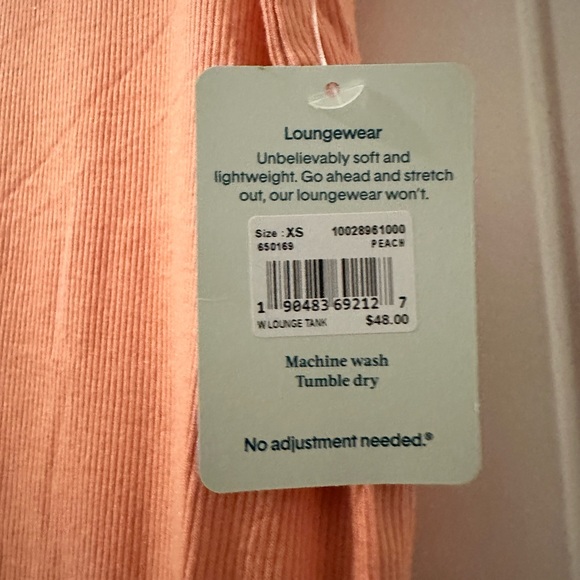 Loungewear
Unbelievably soft and
lightweight. Go ahead and stretch
out, our loungewear won't.
Size : XS 10028961000
650169 PEACH
1 90483 69212 7
W LOUNGE TANK $48.00
Machine wash
Tumble dry
No adjustment needed.®